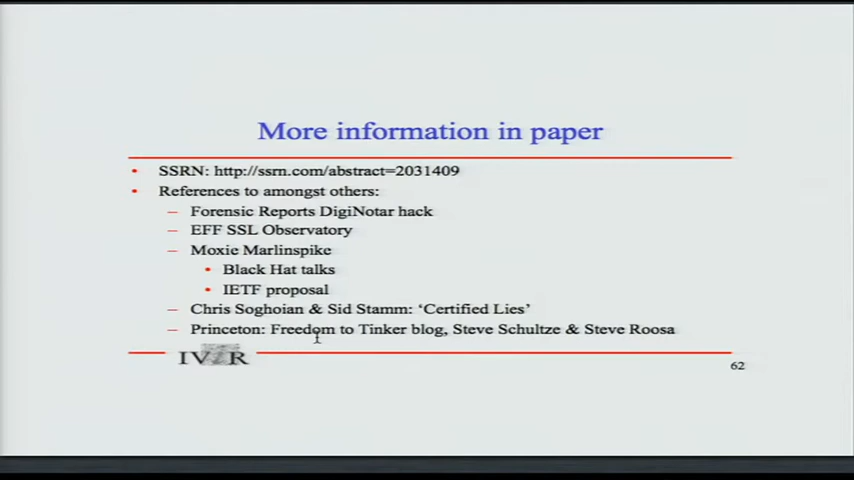 More information in paper
• SSRN: http://ssrn.com/abstract=2031409
• References to amongst others:
– Forensic Reports DigiNotar hack
– EFF SSL Observatory
– Moxie Marlinspike
• Black Hat talks
• IETF proposal
– Chris Soghoian & Sid Stamm: ‘Certified Lies’
– Princeton: Freedom to Tinker blog, Steve Schultze & Steve Roosa
IViR
62